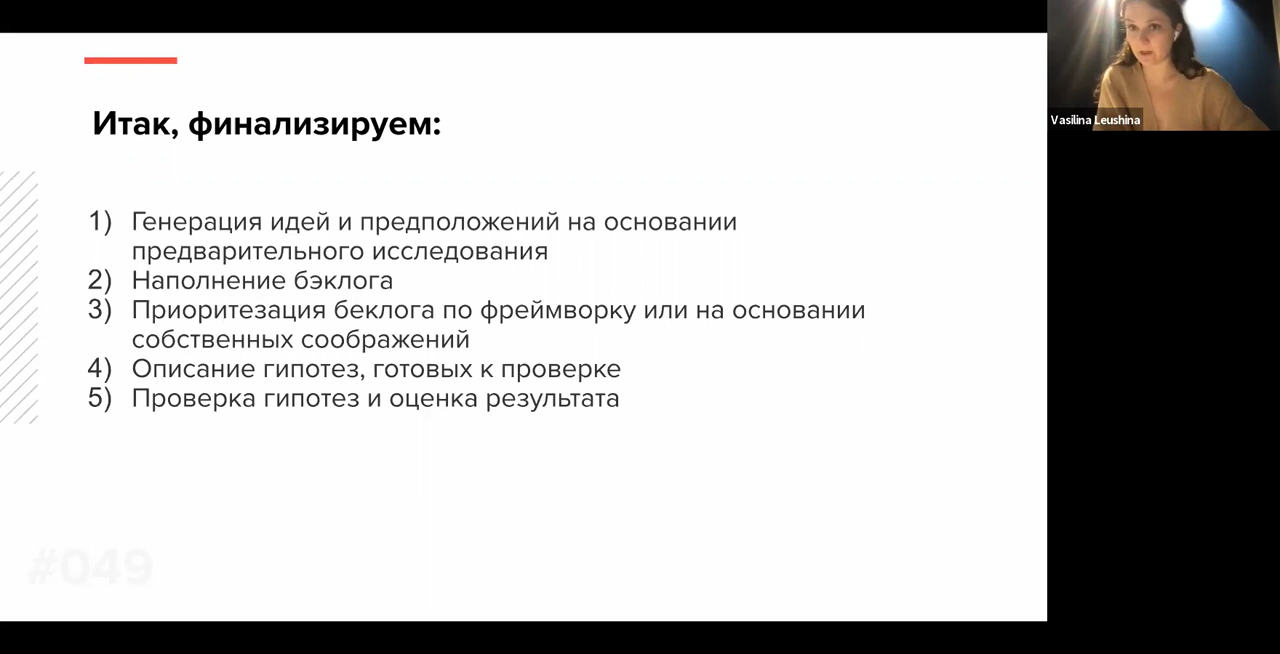 Итак, финализируем:
1) Генерация идей и предположений на основании
предварительного исследования
2) Наполнение бэклога
3) Приоритезация беклога по фреймворку или на основании
собственных соображений
4) Описание гипотез, готовых к проверке
5) Проверка гипотез и оценка результата
#Q49
Vasilina Leushina